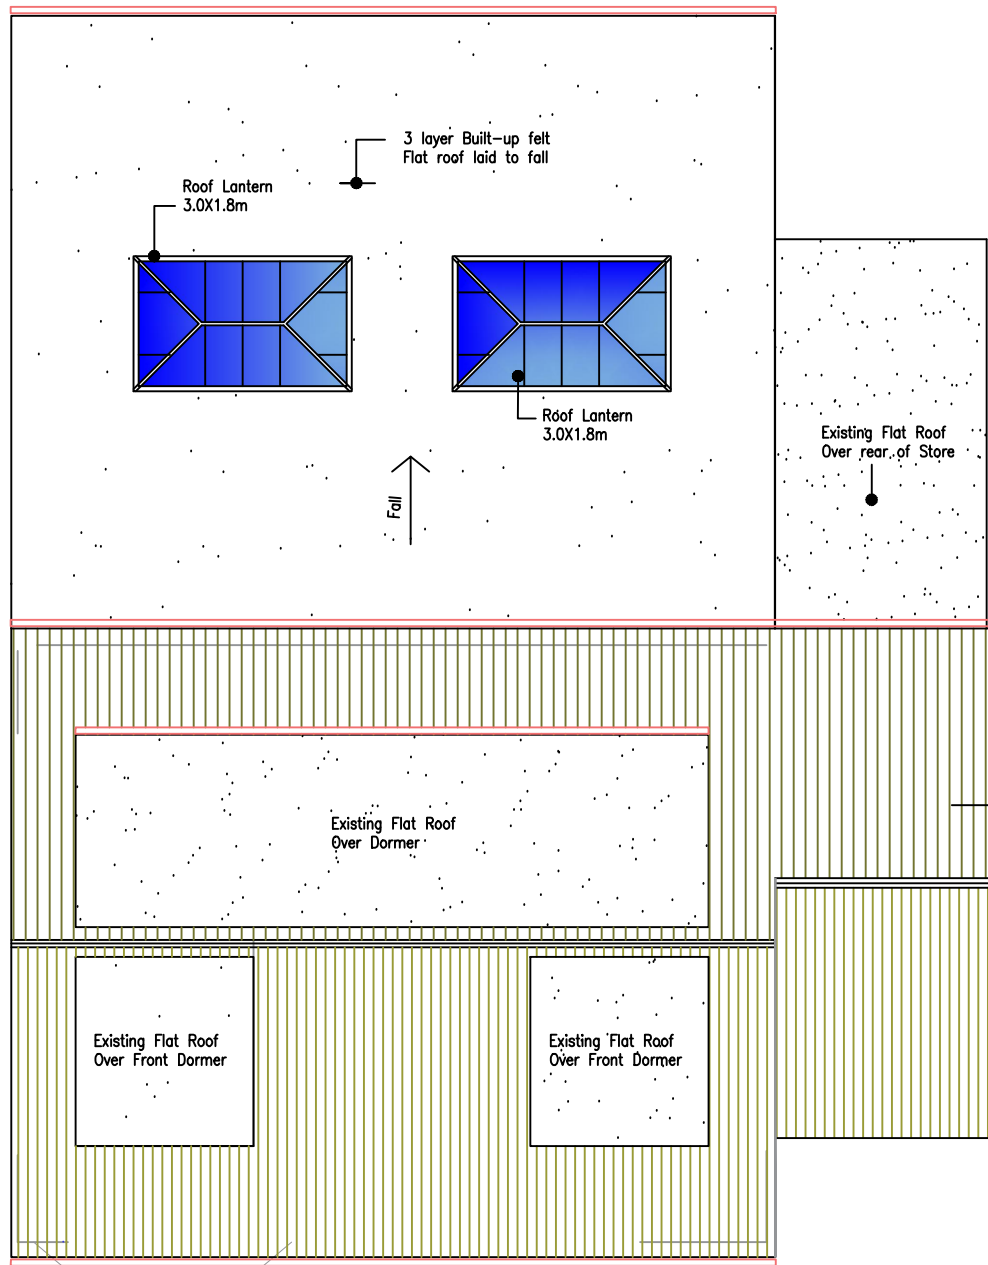 3 layer Built-up felt
Flat roof laid to fall
Roof Lantern
3.0X1.8m
Roof Lantern
3.0X1.8m
Existing Flat Roof
Over rear of Store
Fall
Existing Flat Roof
Over Dormer
Existing Flat Roof
Over Front Dormer
Existing Flat Roof
Over Front Dormer